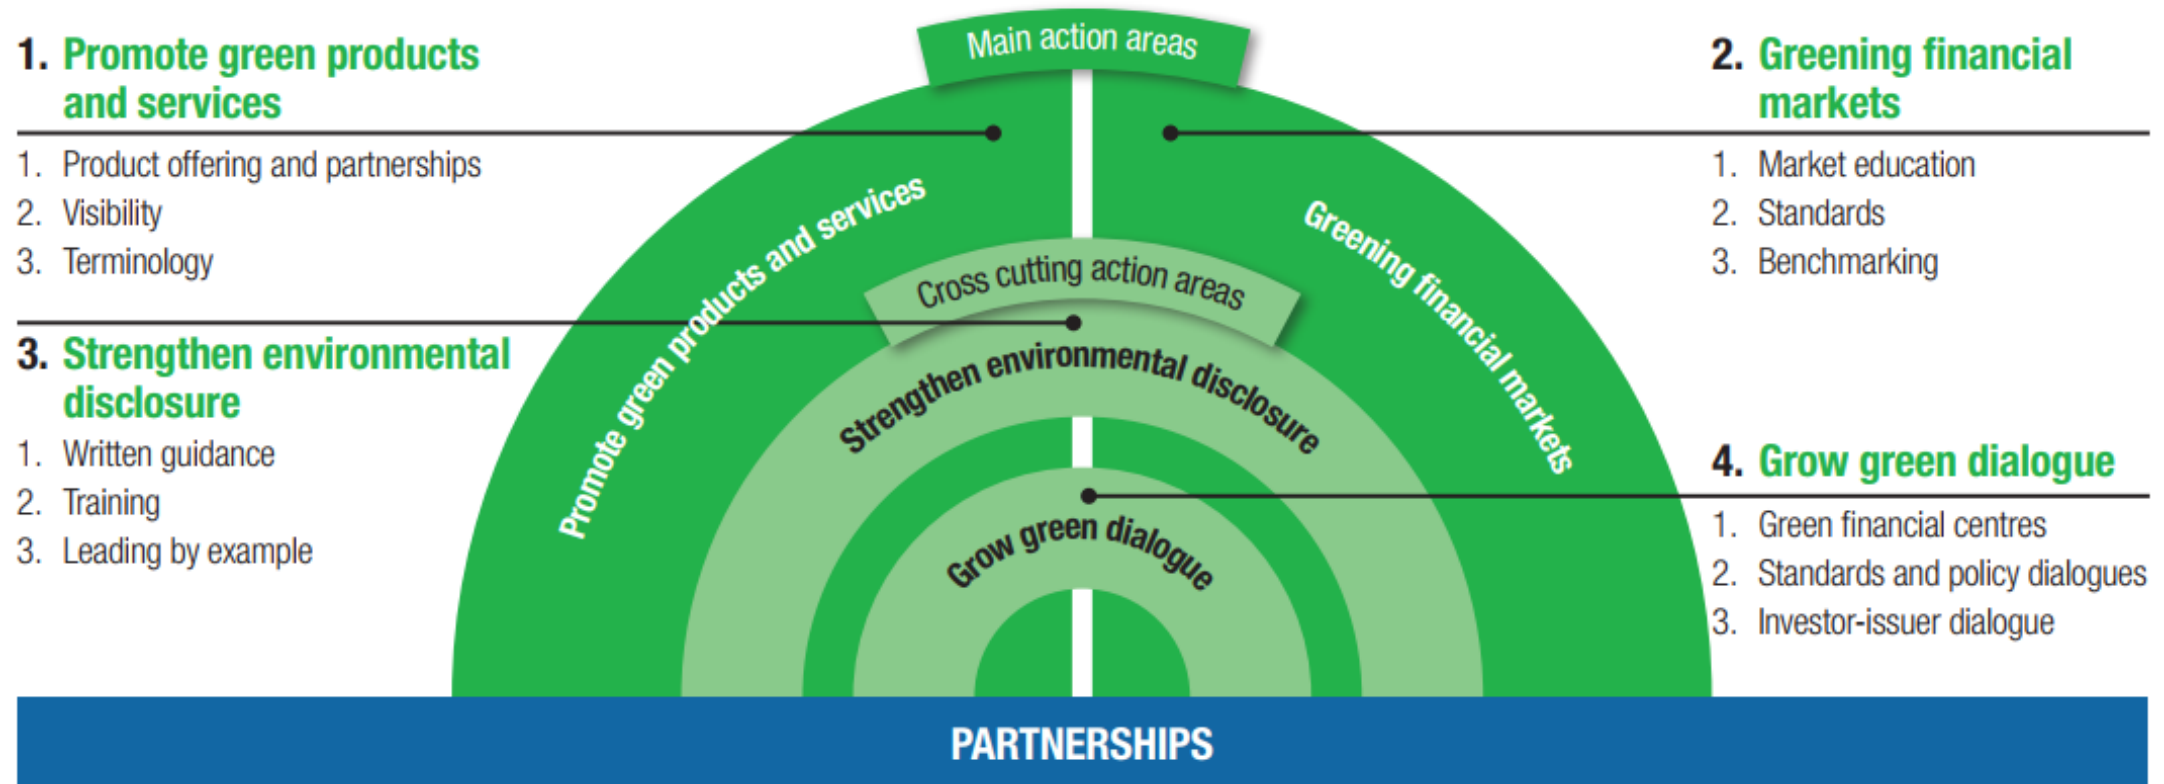 Main action areas
1. Promote green products
and services
1. Product offering and partnerships
2. Visibility
3. Terminology
2. Greening financial
markets
1. Market education
2. Standards
3. Benchmarking
Promote green products and services
Greening financial markets
Cross cutting action areas
Strengthen environmental disclosure
Grow green dialogue
3. Strengthen environmental
disclosure
1. Written guidance
2. Training
3. Leading by example
4. Grow green dialogue
1. Green financial centres
2. Standards and policy dialogues
3. Investor-issuer dialogue
PARTNERSHIPS